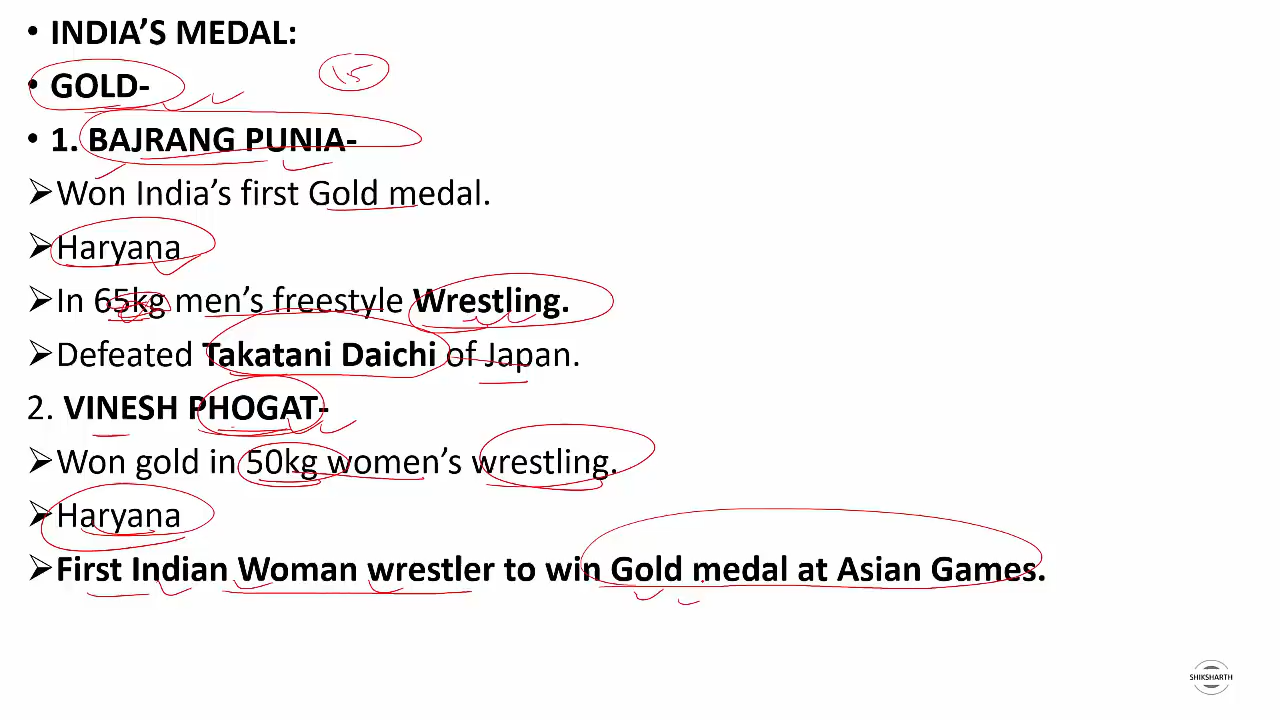 • INDIA’S MEDAL:
• GOLD-
15
• 1. BAJRANG PUNIA-
➢Won India’s first Gold medal.
➢Haryana
➢In 65kg men’s freestyle Wrestling.
➢Defeated Takatani Daichi of Japan.
2. VINESH PHOGAT-
➢Won gold in 50kg women’s wrestling.
➢Haryana
➢First Indian Woman wrestler to win Gold medal at Asian Games.
SHIKSHARTH